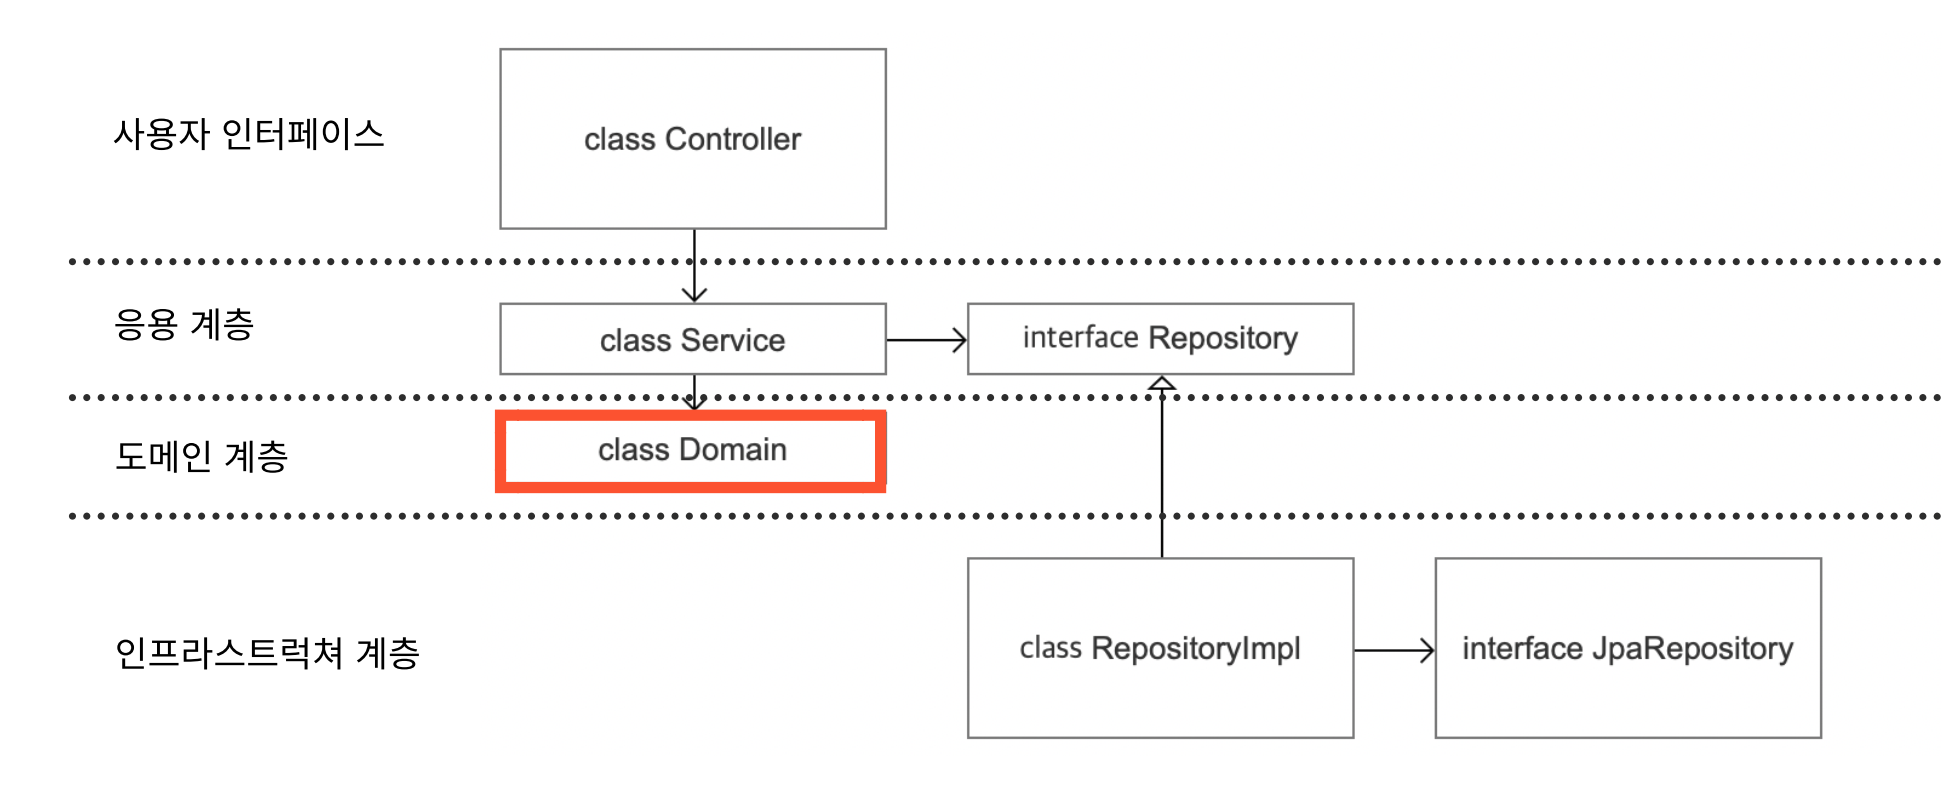 사용자 인터페이스
class Controller
응용 계층
class Service
interface Repository
도메인 계층
class Domain
인프라스트럭쳐 계층
class RepositoryImpl
interface JpaRepository